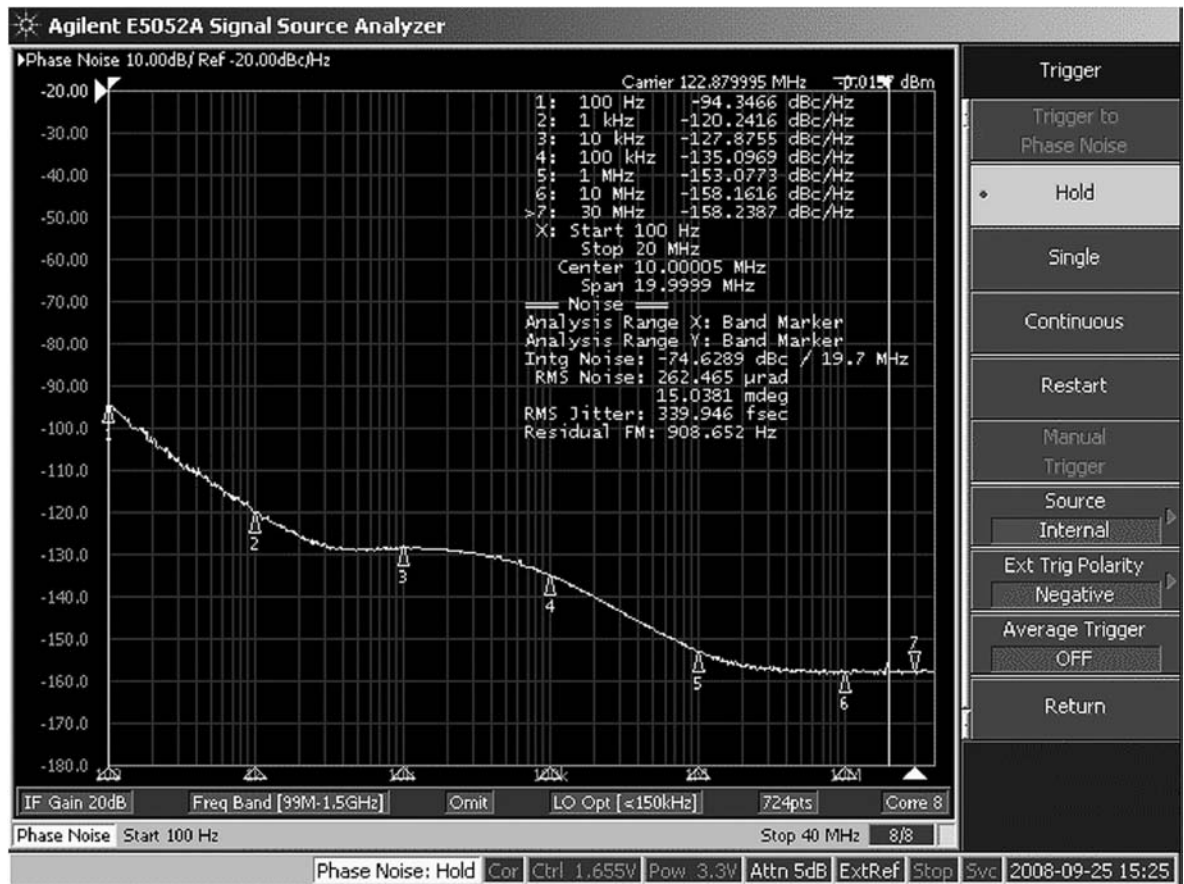 Agilent E5052A Signal Source Analyzer
Phase Noise 10.00dB/ Ref -20.00dBc/Hz
Carrier 122.879995 MHz dBm
-20.00
-30.00
-40.00
-50.00
-60.00
-70.00
-80.00
-90.00
-100.0
-110.0
-120.0
-130.0
-140.0
-150.0
-160.0
-170.0
-180.0
1: 100 Hz -94.3466 dBc/Hz
2: 1 kHz -120.2416 dBc/Hz
3: 10 kHz -127.8755 dBc/Hz
4: 100 kHz -135.0969 dBc/Hz
5: 1 MHz -153.0773 dBc/Hz
6: 10 MHz -158.1616 dBc/Hz
>7: 30 MHz -158.2387 dBc/Hz
X: Start 100 Hz
Stop 20 MHz
Center 10.00005 MHz
Span 19.9999 MHz
=== Noise ===
Analysis Range X: Band Marker
Analysis Range Y: Band Marker
Intg Noise: -74.6289 dBc / 19.7 MHz
RMS Noise: 262.465 µrad
15.0381 mdeg
RMS Jitter: 339.946 fsec
Residual FM: 908.652 Hz
1
2
3
4
5
6
7
10M
IF Gain 20dB
Freq Band [99M-1.5GHz]
Omit
LO Opt [<150kHz]
724pts
Corre 8
Phase Noise Start 100 Hz
Stop 40 MHz 8/8
Phase Noise: Hold Cor Ctrl 1.655V Pow 3.3V Attn 5dB ExtRef Stop Svc 2008-09-25 15:25
Trigger
Trigger to
Phase Noise
Hold
Single
Continuous
Restart
Manual
Trigger
Source
Internal
Ext Trig Polarity
Negative
Average Trigger
OFF
Return